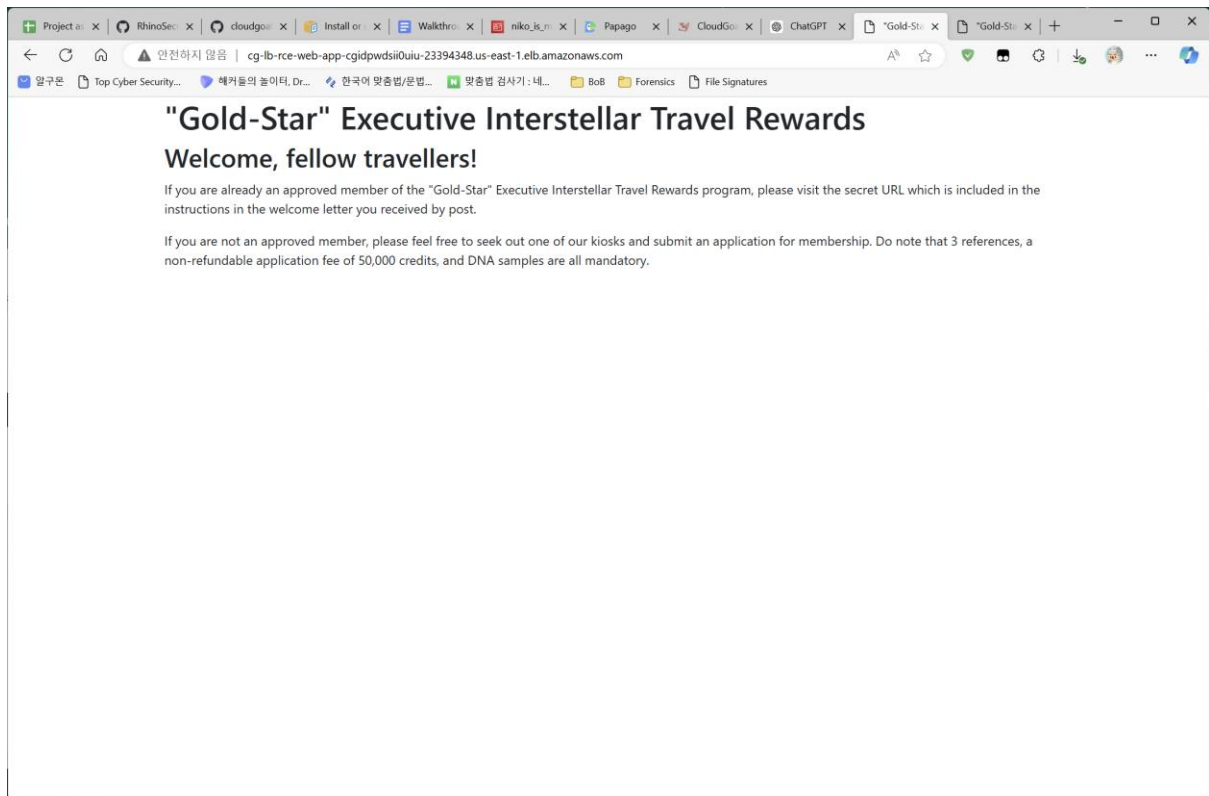 Project as
RhinoSec
cloudgoa
Install or
Walkthro
niko_is_
Papago
CloudGo
ChatGPT
"Gold-Sta
"Gold-Sta
안전하지 않음 | cg-lb-rce-web-app-cgidpwdsii0uiu-23394348.us-east-1.elb.amazonaws.com
알구몬
Top Cyber Security...
해커들의 놀이터, Dr...
한국어 맞춤법/문법...
맞춤법 검사기 : 네...
BoB
Forensics
File Signatures
"Gold-Star" Executive Interstellar Travel Rewards
Welcome, fellow travellers!
If you are already an approved member of the "Gold-Star" Executive Interstellar Travel Rewards program, please visit the secret URL which is included in the
instructions in the welcome letter you received by post.
If you are not an approved member, please feel free to seek out one of our kiosks and submit an application for membership. Do note that 3 references, a
non-refundable application fee of 50,000 credits, and DNA samples are all mandatory.